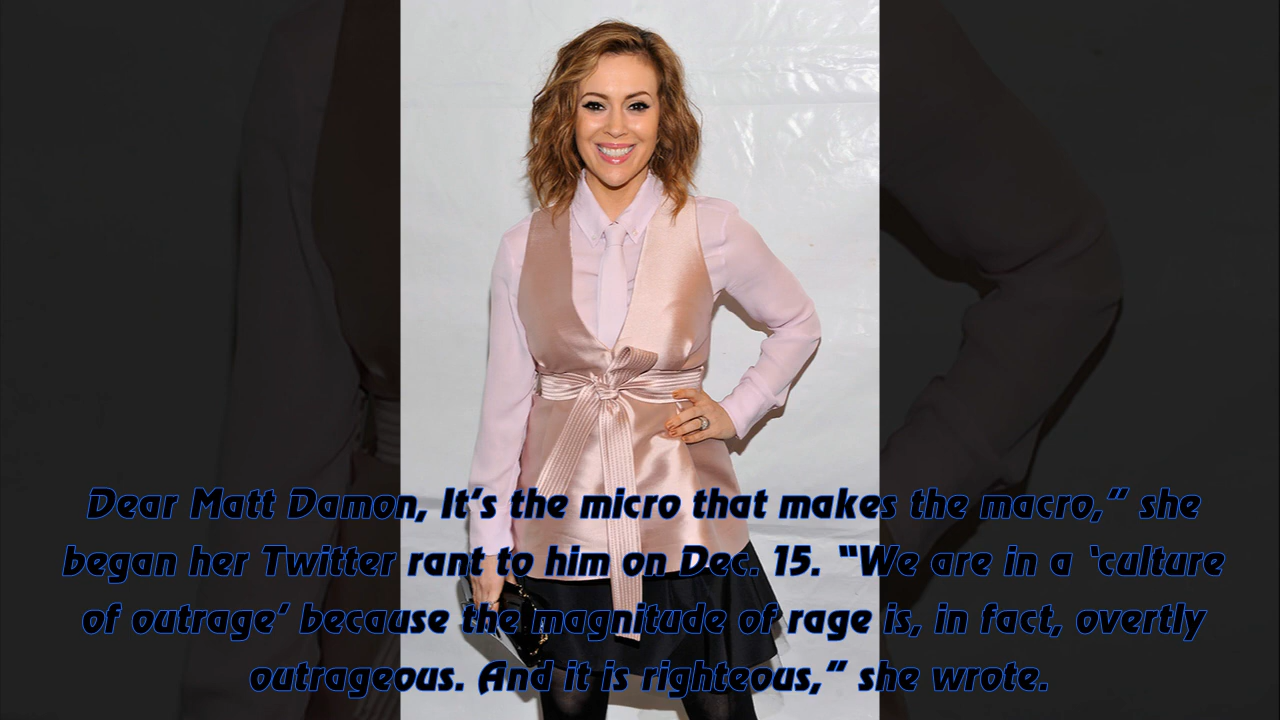 Dear Matt Damon, It’s the micro that makes the macro,” she
began her Twitter rant to him on Dec. 15. “We are in a ‘culture
of outrage’ because the magnitude of rage is, in fact, overtly
outrageous. And it is righteous,” she wrote.